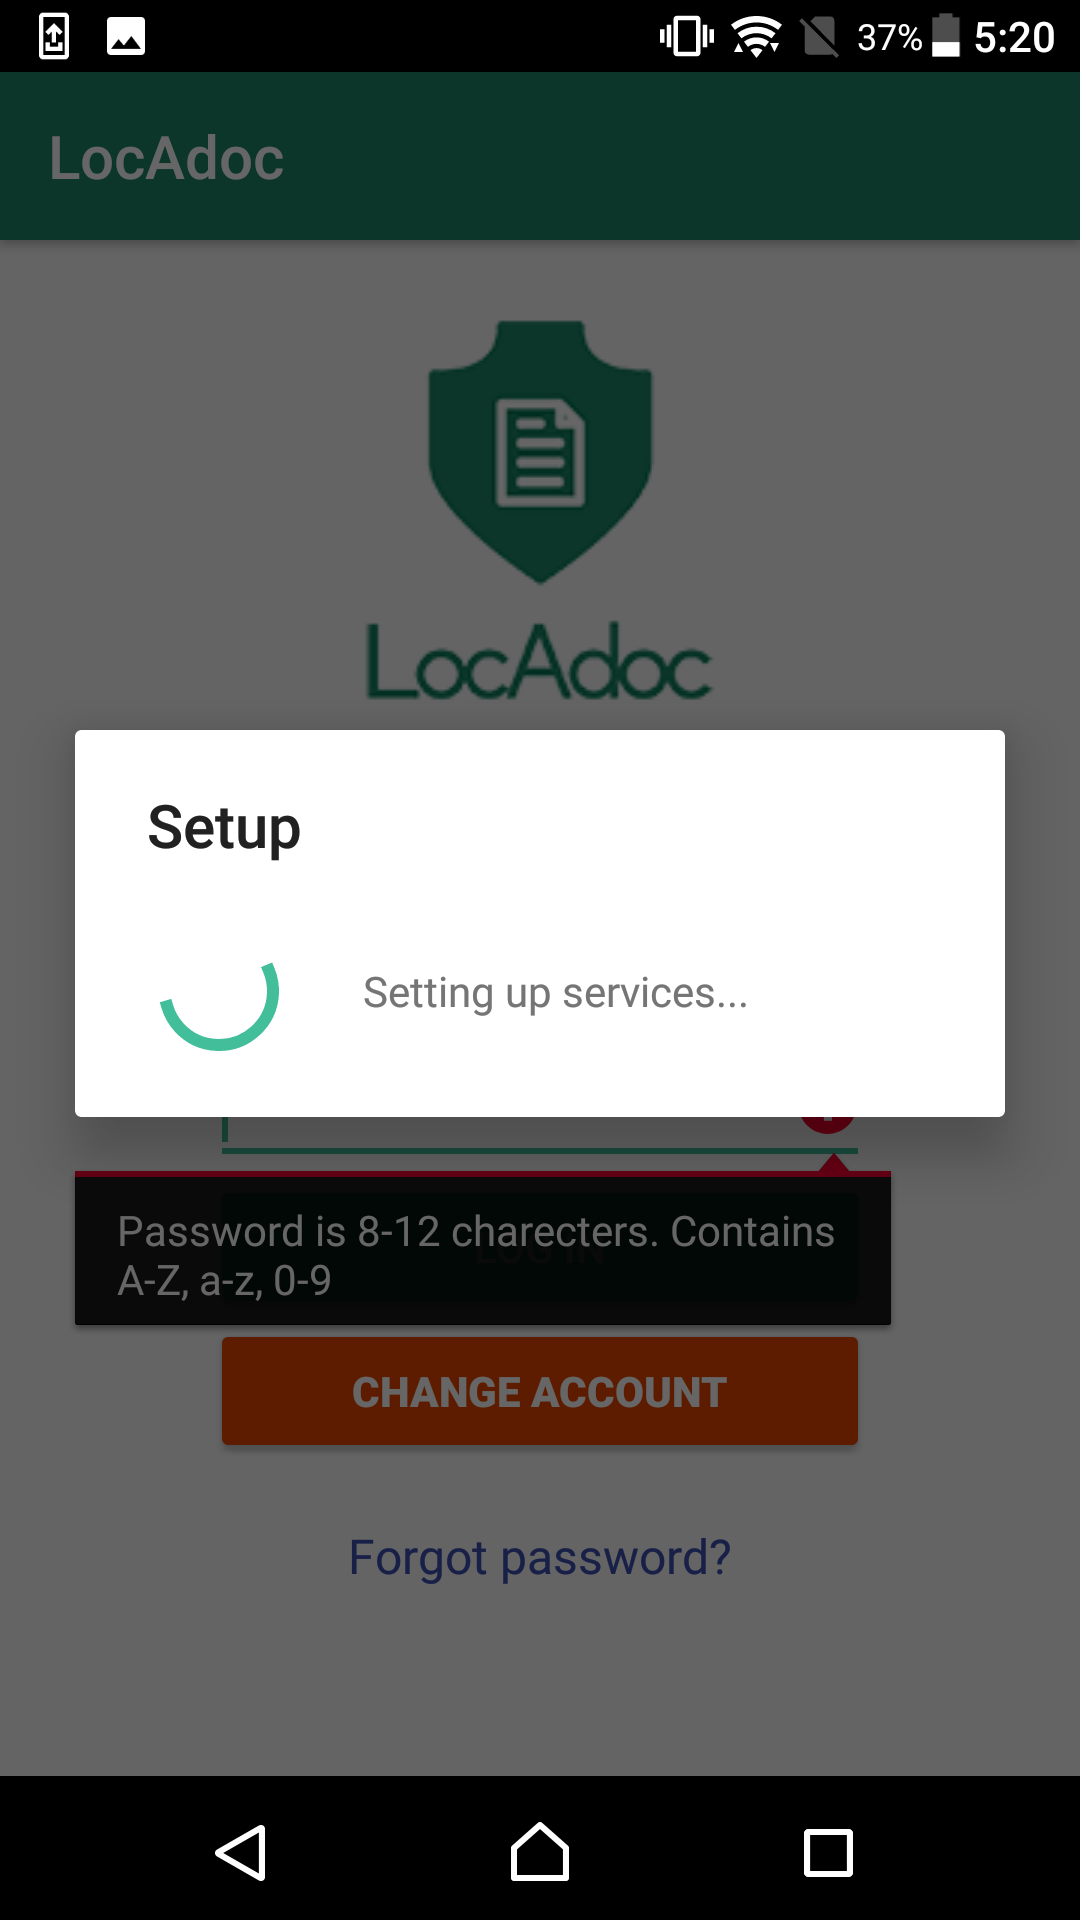 37% 5:20
LocAdoc
LocAdoc
Setup
Setting up services...
Password is 8-12 charecters. Contains
A-Z, a-z, 0-9
LOG IN
CHANGE ACCOUNT
Forgot password?